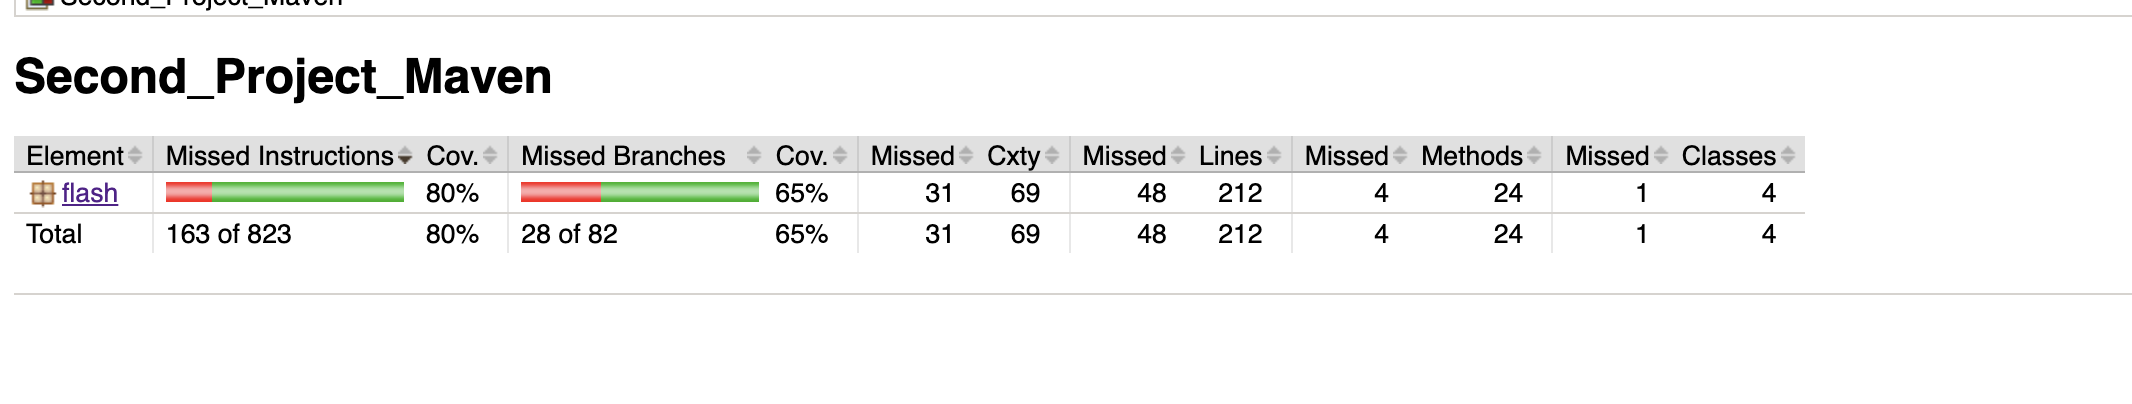 Second_Project_Maven
Second_Project_Maven
Element Missed Instructions Cov. Missed Branches Cov. Missed Cxty Missed Lines Missed Methods Missed Classes
flash 80% 65% 31 69 48 212 4 24 1 4
Total 163 of 823 80% 28 of 82 65% 31 69 48 212 4 24 1 4